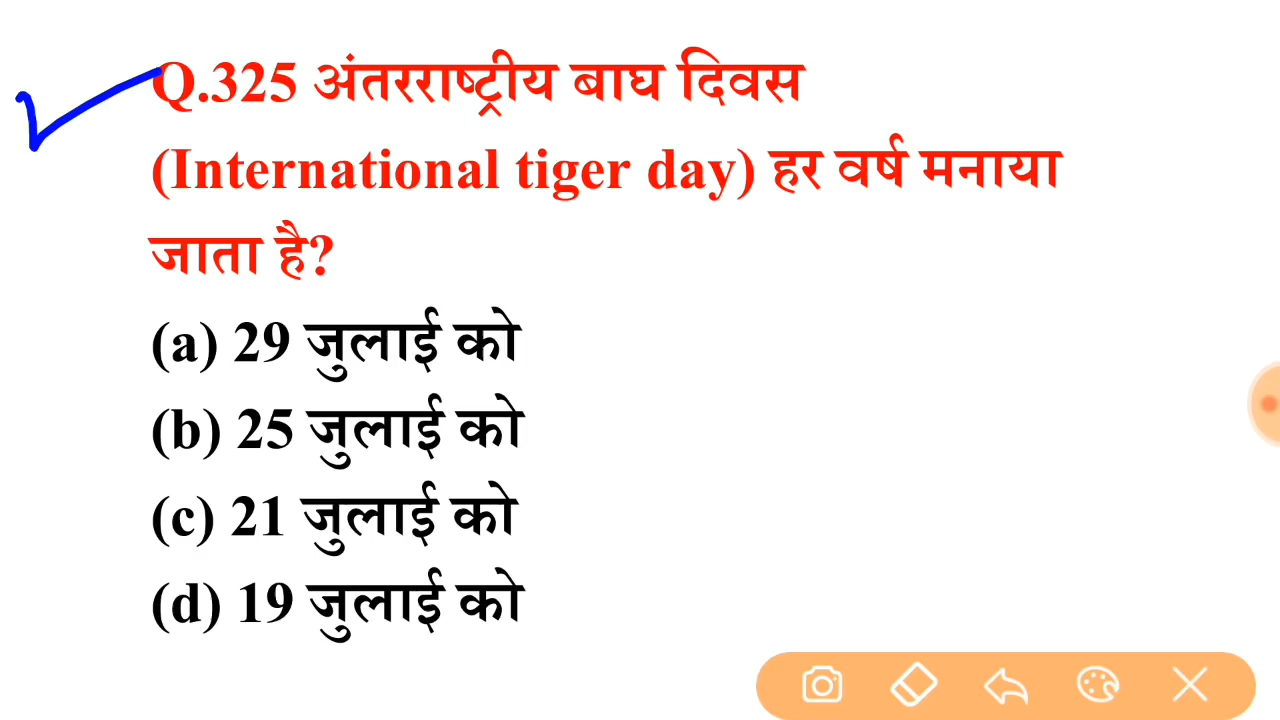 Q.325 अंतरराष्ट्रीय बाघ दिवस
(International tiger day) हर वर्ष मनाया
जाता है?
(a) 29 जुलाई को
(b) 25 जुलाई को
(c) 21 जुलाई को
(d) 19 जुलाई को